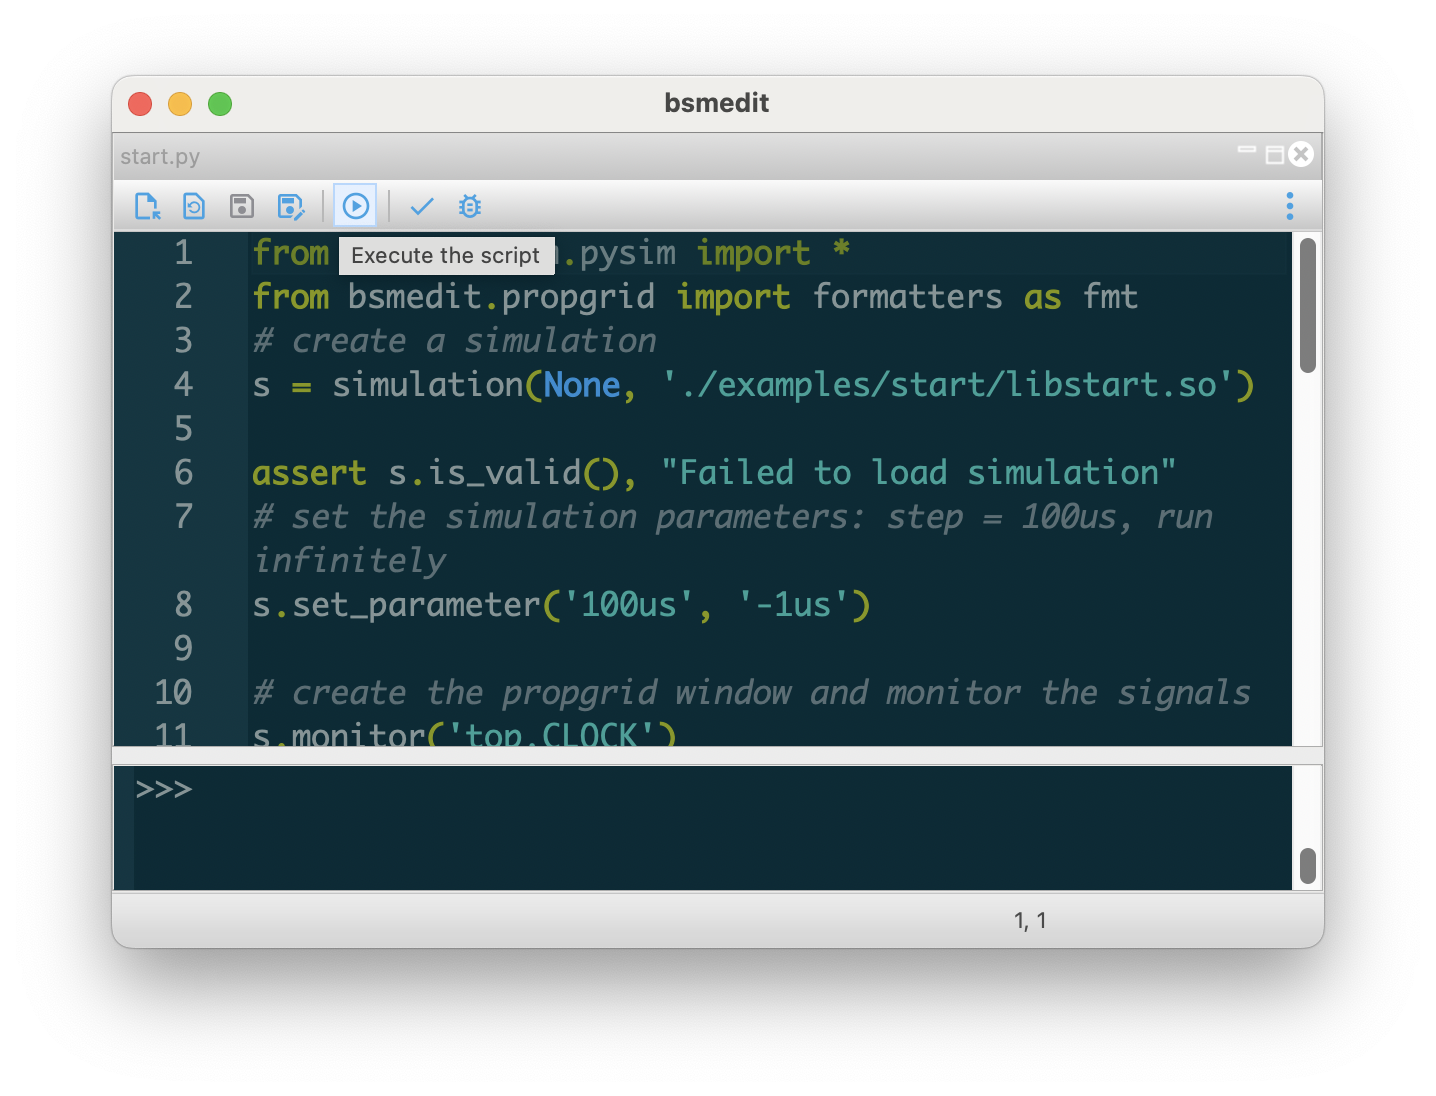 bsmedit
start.py
1 from .pysim import *
Execute the script
2 from bsmedit.propgrid import formatters as fmt
3 # create a simulation
4 s = simulation(None, './examples/start/libstart.so')
5
6 assert s.is_valid(), "Failed to load simulation"
7 # set the simulation parameters: step = 100us, run
infinitely
8 s.set_parameter('100us', '-1us')
9
10 # create the propgrid window and monitor the signals
11 s.monitor('top.CLOCK')
>>>
1, 1